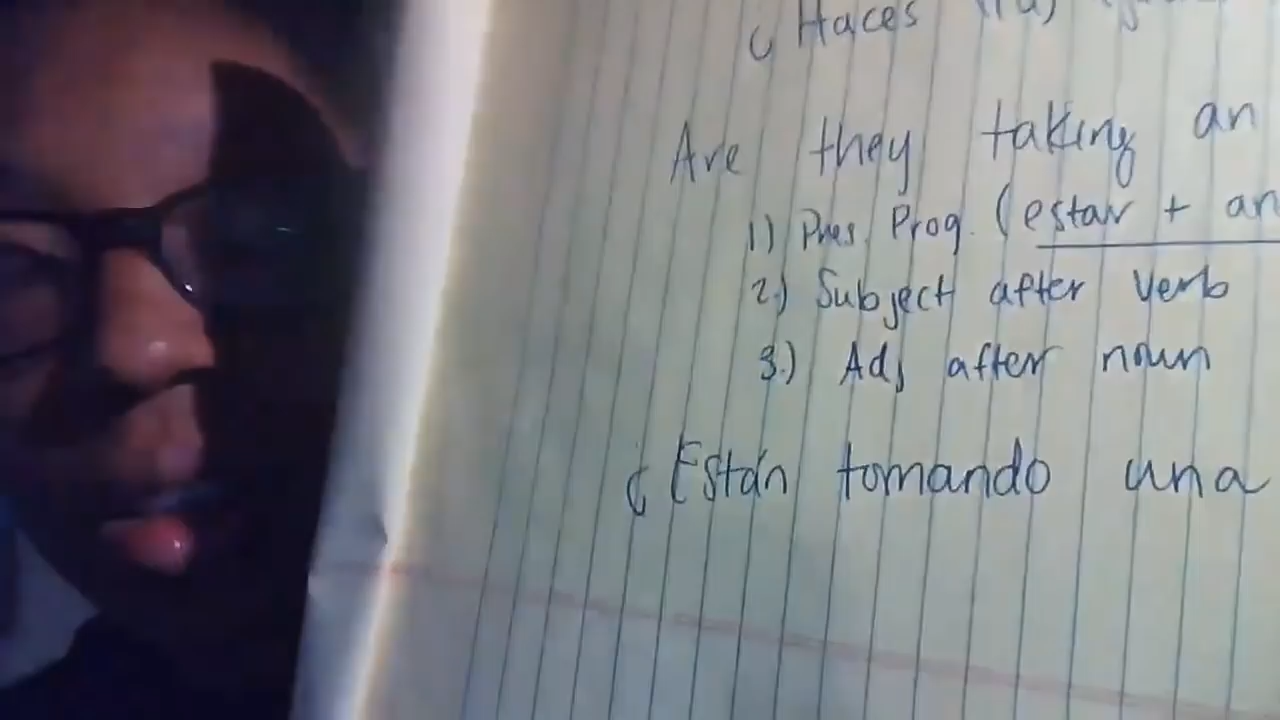 ¿ Haces (Tú)
Are they taking an
1) Pres. Prog. (estar + an
2.) Subject after verb
3.) Adj after noun
¿ Están tomando una